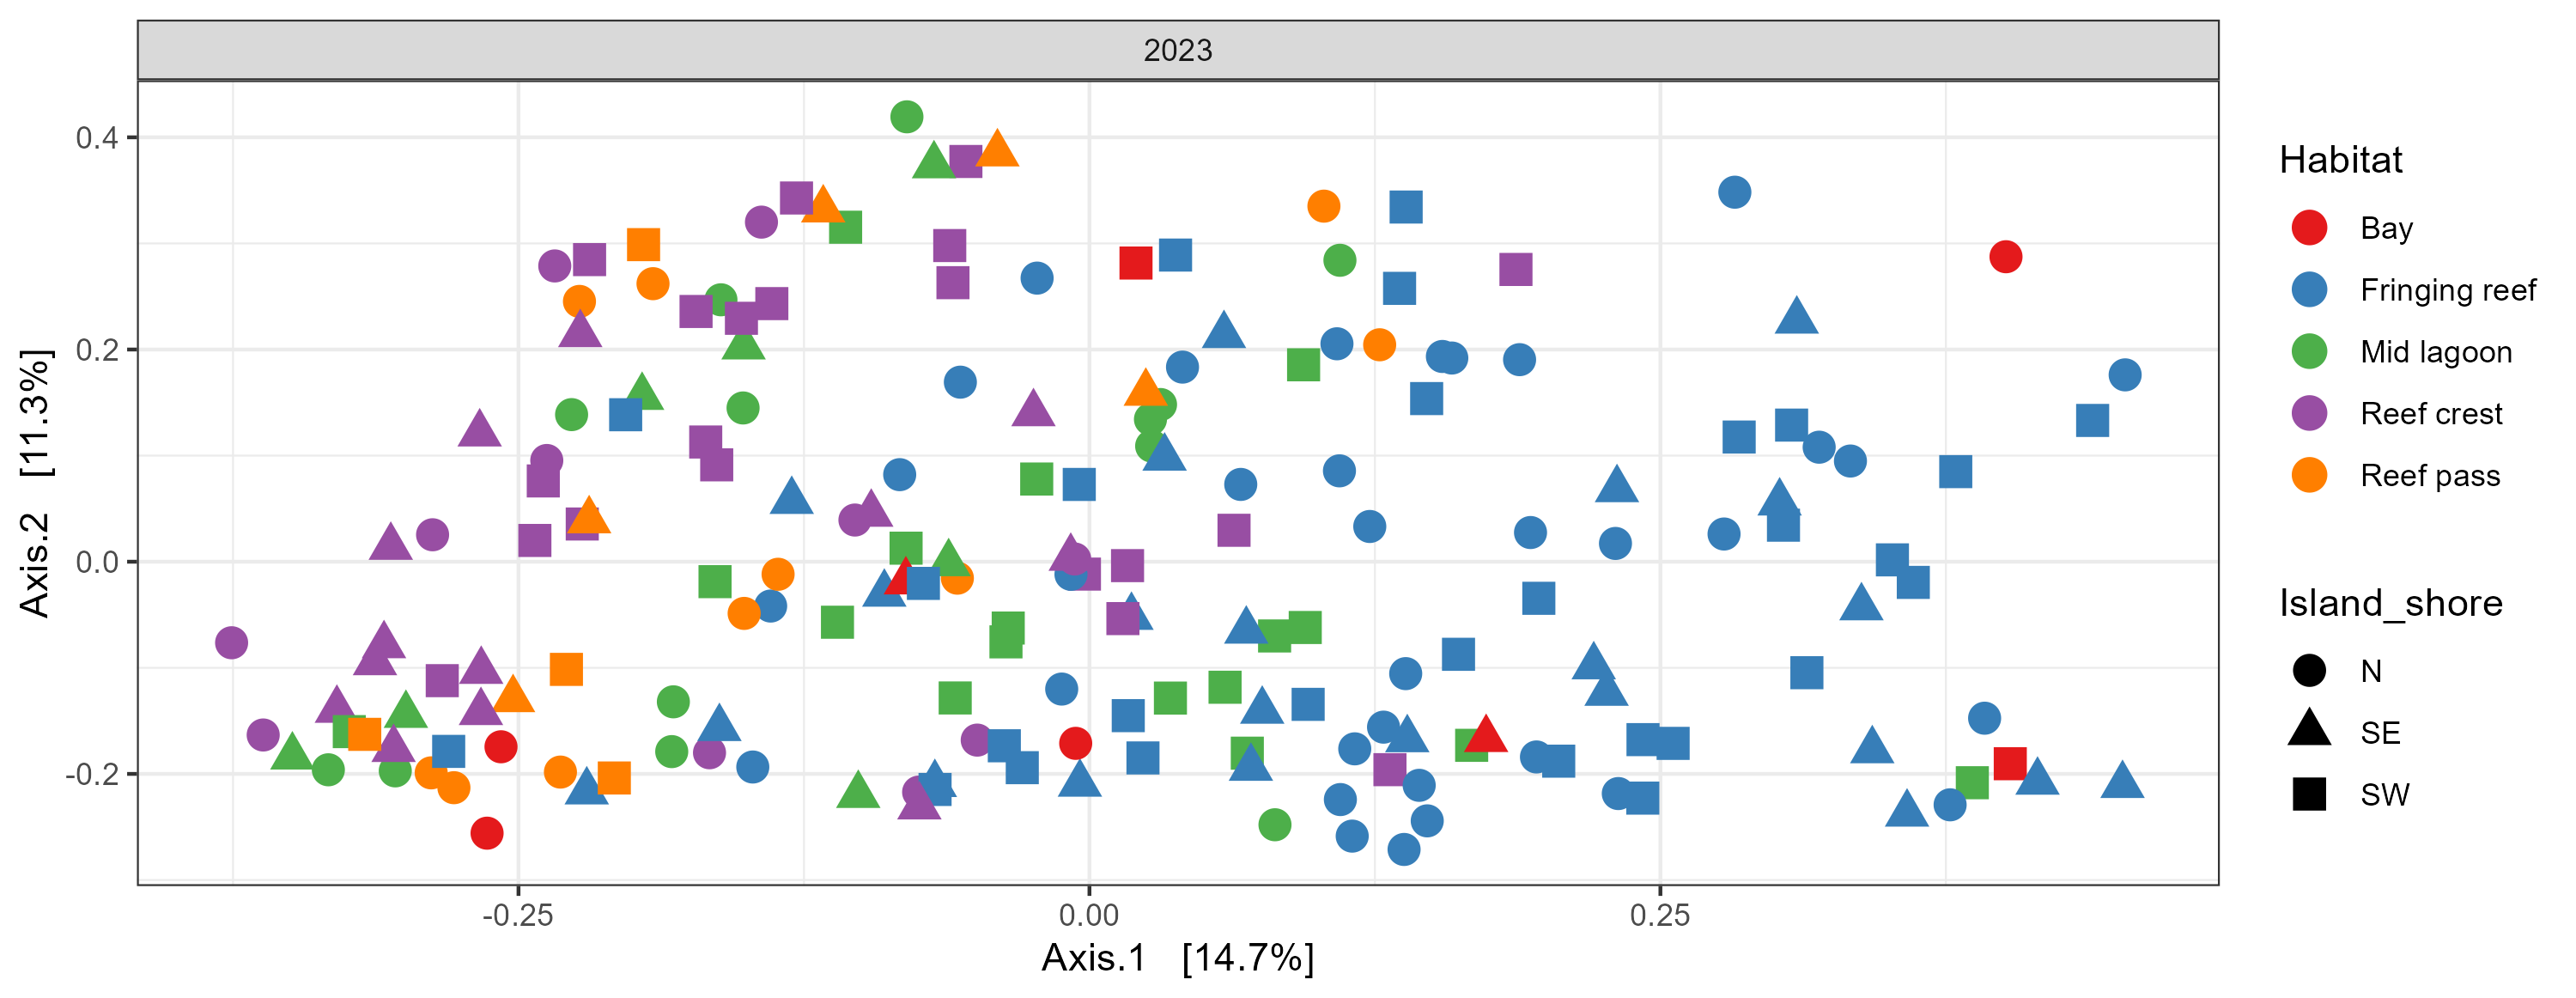 2023
0.4
0.2
0.0
-0.2
Axis.2 [11.3%]
-0.25
0.00
0.25
Axis.1 [14.7%]
Habitat
Bay
Fringing reef
Mid lagoon
Reef crest
Reef pass
Island_shore
N
SE
SW